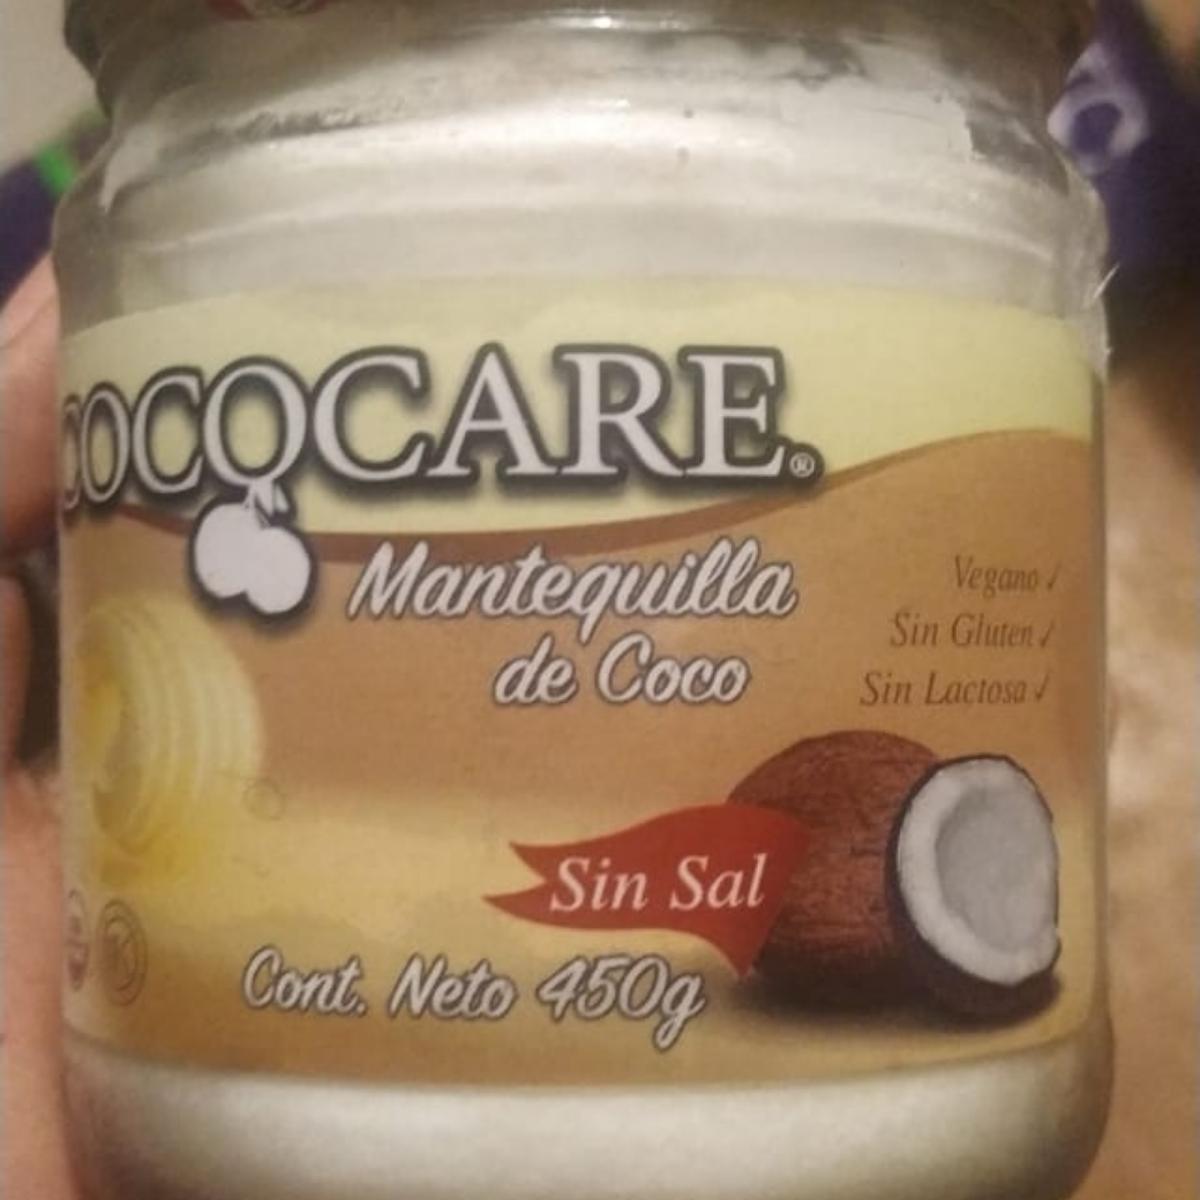 COCOCARE®
Mantequilla
de Coco
Vegano ✓
Sin Gluten ✓
Sin Lactosa ✓
Sin Sal
Cont. Neto 450g